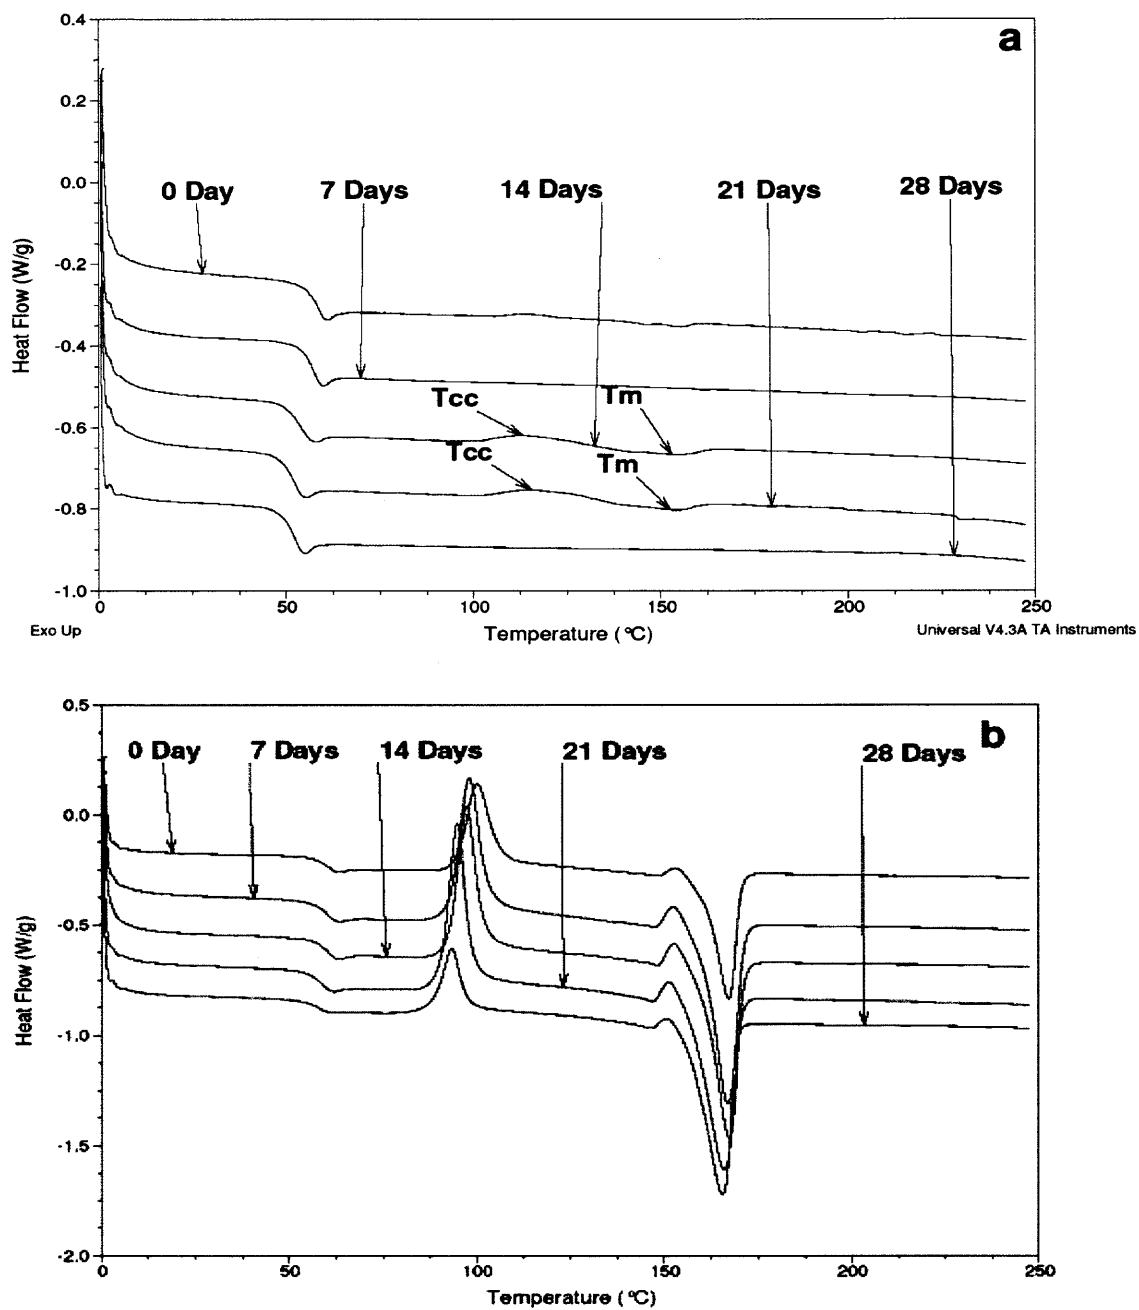 a
0.4
0.2
0.0
-0.2
-0.4
-0.6
-0.8
-1.0
Heat Flow (W/g)
0 Day
7 Days
14 Days
21 Days
28 Days
Tcc
Tm
Tcc
Tm
0
50
100
150
200
250
Exo Up
Temperature (°C)
Universal V4.3A TA Instruments
b
0.5
0.0
-0.5
-1.0
-1.5
-2.0
Heat Flow (W/g)
0 Day
7 Days
14 Days
21 Days
28 Days
0
50
100
150
200
250
Temperature (°C)